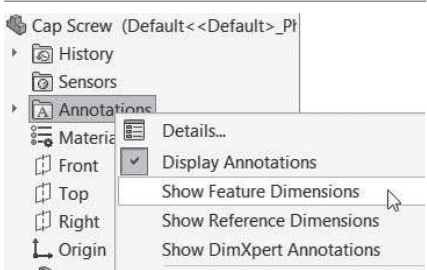 Cap Screw (Default<<Default>_Pl
History
Sensors
Annotations
Materia
Details...
Front
Display Annotations
Top
Show Feature Dimensions
Right
Show Reference Dimensions
Origin
Show DimXpert Annotations